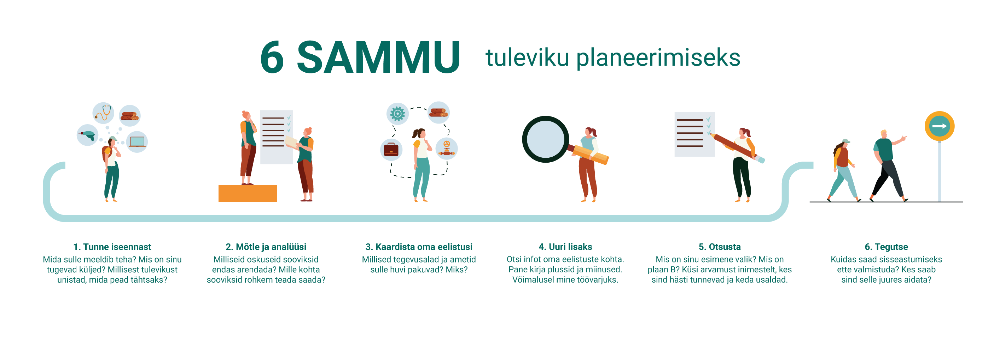 6 SAMMU tuleviku planeerimiseks
1. Tunne iseennast
Mida sulle meeldib teha? Mis on sinu
tugevad küljed? Millisest tulevikust
unistad, mida pead tähtsaks?
2. Mõtle ja analüüsi
Milliseid oskuseid sooviksid
endas arendada? Mille kohta
sooviksid rohkem teada saada?
3. Kaardista oma eelistusi
Millised tegevusalad ja ametid
sulle huvi pakuvad? Miks?
4. Uuri lisaks
Otsi infot oma eelistuste kohta.
Pane kirja plussid ja miinused.
Võimalusel mine töövarjuks.
5. Otsusta
Mis on sinu esimene valik? Mis on
plaan B? Küsi arvamust inimestelt, kes
sind hästi tunnevad ja keda usaldad.
6. Tegutse
Kuidas saad sisseastumiseks
ette valmistuda? Kes saab
sind selle juures aidata?